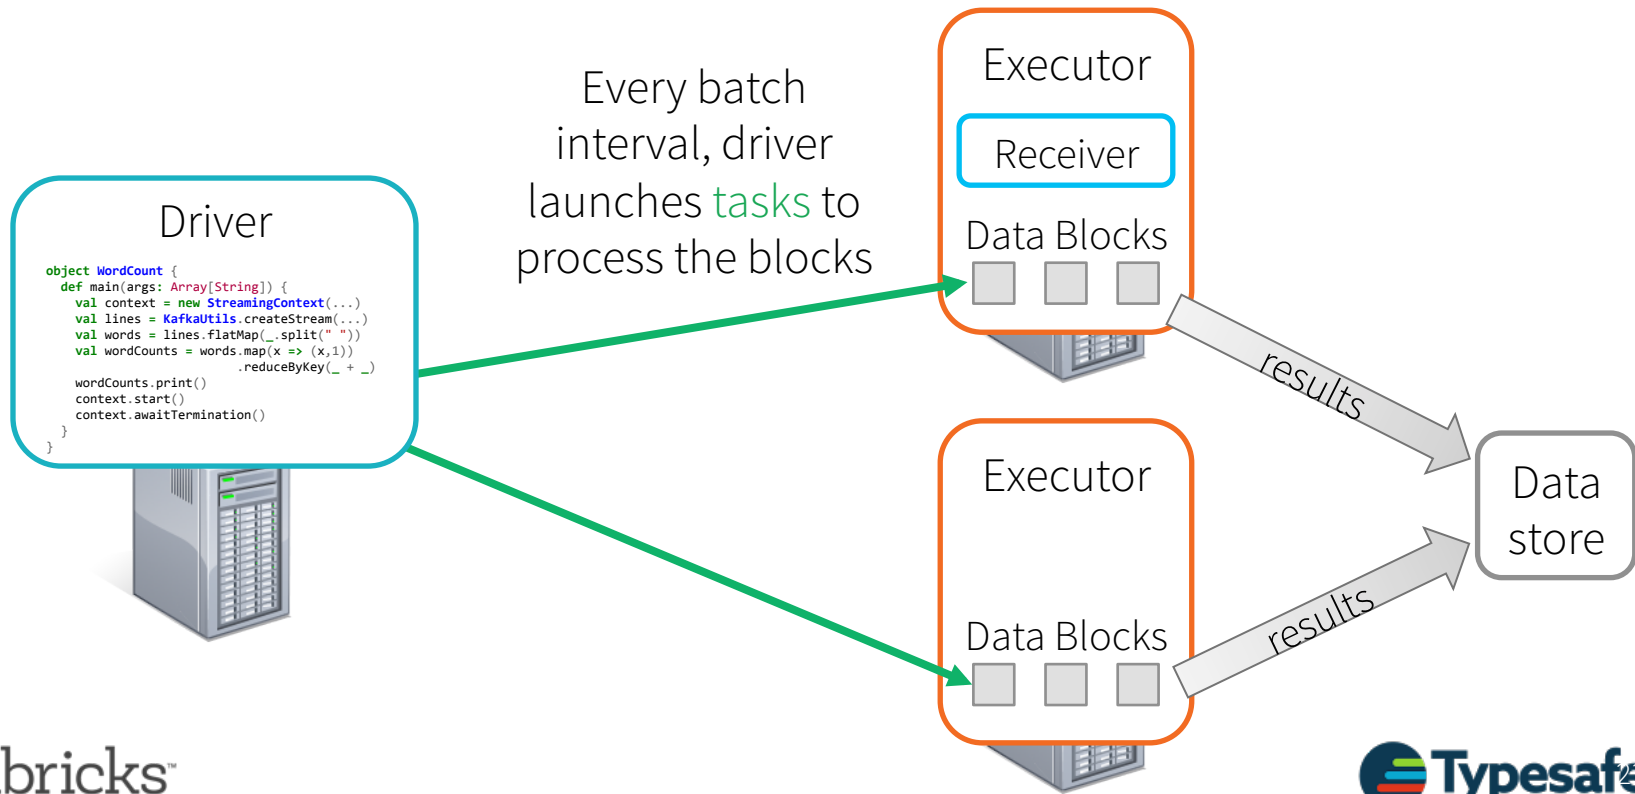 Every batch
interval, driver
launches tasks to
process the blocks
Driver
object WordCount {
def main(args: Array[String]) {
val context = new StreamingContext(...)
val lines = KafkaUtils.createStream(...)
val words = lines.flatMap(_.split(" "))
val wordCounts = words.map(x => (x,1))
.reduceByKey(_ + _)
wordCounts.print()
context.start()
context.awaitTermination()
}
}
Executor
Receiver
Data Blocks
results
Executor
Data Blocks
results
Data
store
bricks™
Typesafe